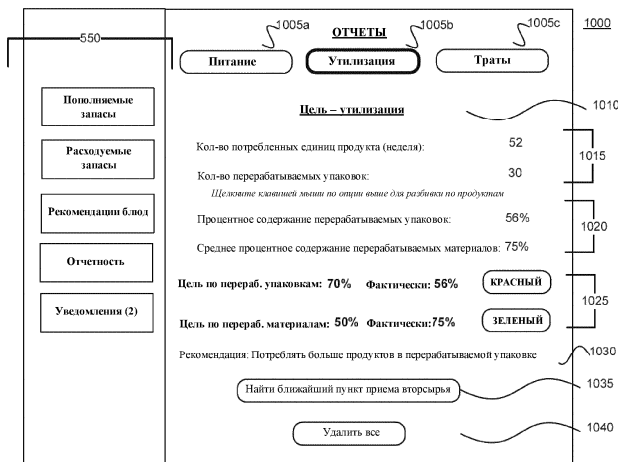 1005a
1005b
1005c
1000
550
ОТЧЕТЫ
Питание
Утилизация
Траты
Пополняемые запасы
Расходуемые запасы
Рекомендации блюд
Отчетность
Уведомления (2)
Цель – утилизация
1010
Кол-во потребленных единиц продукта (неделя): 52
Кол-во перерабатываемых упаковок: 30
1015
Щелкните клавишей мыши по опции выше для разбивки по продуктам
Процентное содержание перерабатываемых упаковок: 56%
Среднее процентное содержание перерабатываемых материалов: 75%
1020
Цель по перераб. упаковкам: 70% Фактически: 56% КРАСНЫЙ
Цель по перераб. материалам: 50% Фактически:75% ЗЕЛЕНЫЙ
1025
Рекомендация: Потреблять больше продуктов в перерабатываемой упаковке
1030
Найти ближайший пункт приема вторсырья
1035
Удалить все
1040